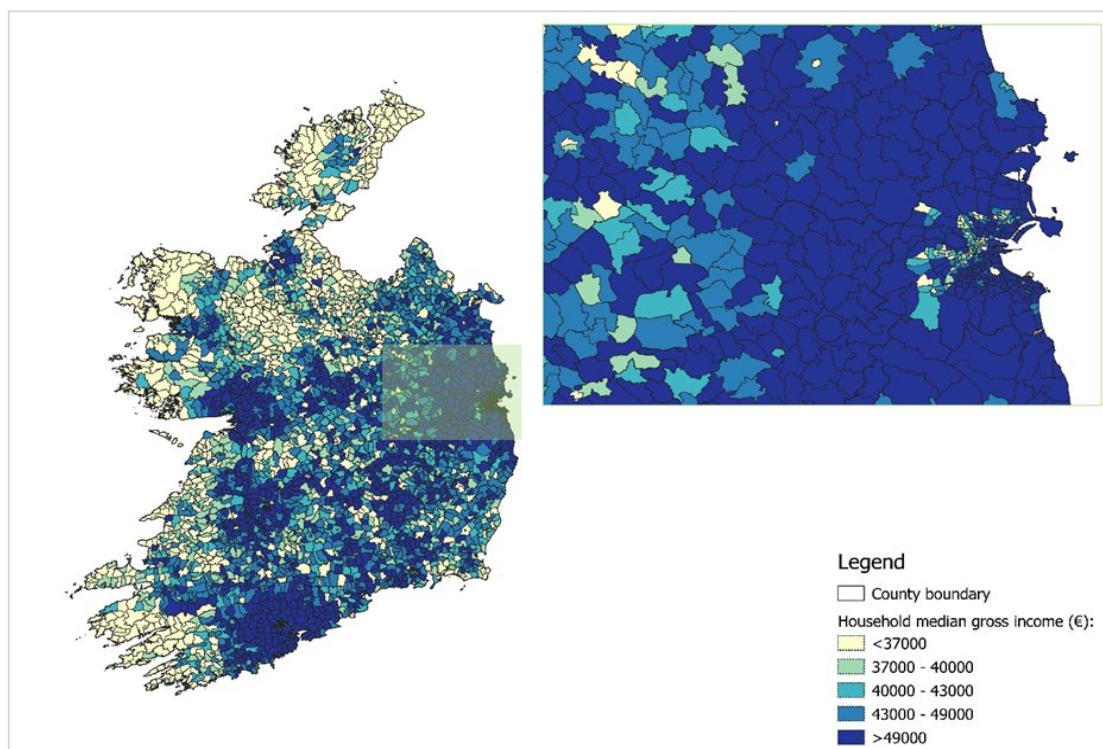 Legend
County boundary
Household median gross income (€):
<37000
37000 - 40000
40000 - 43000
43000 - 49000
>49000